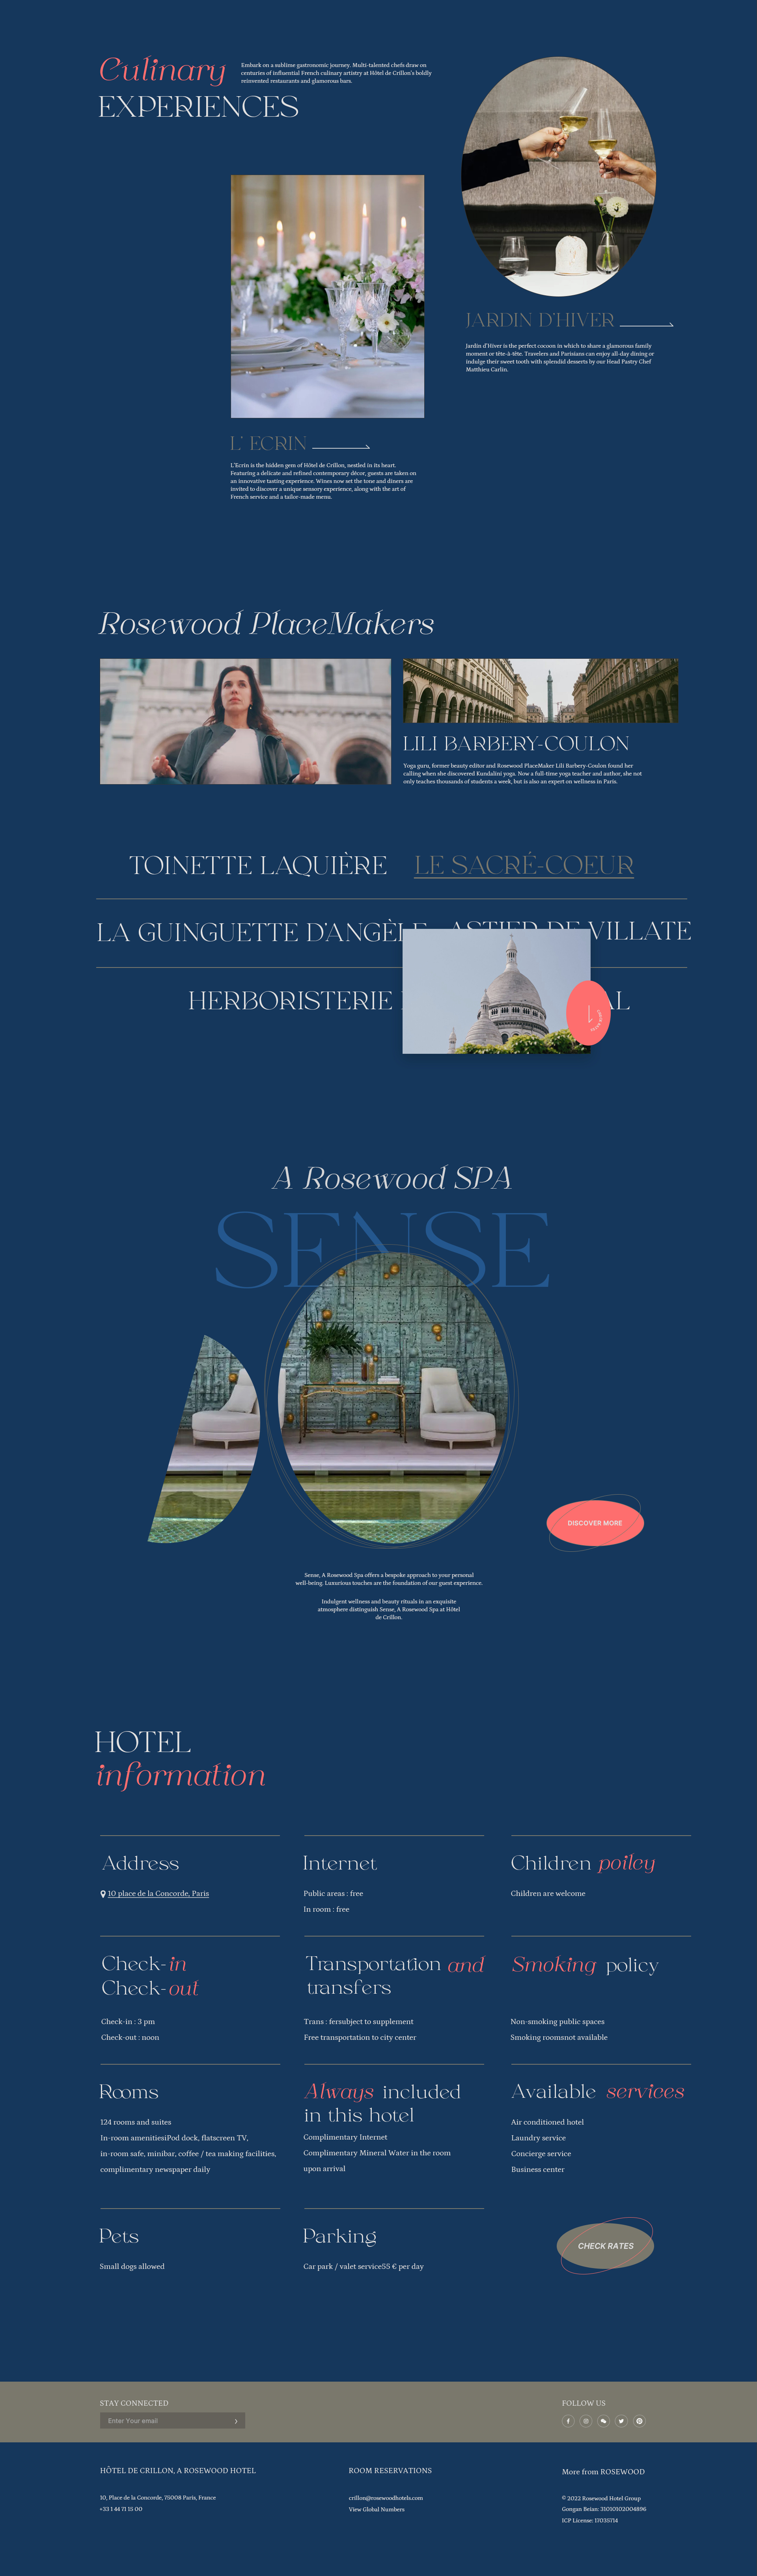 Culinary
EXPERIENCES
Embark on a sublime gastronomic journey. Multi-talented chefs draw on
centuries of influential French culinary artistry at Hôtel de Crillon's boldly
reinvented restaurants and glamorous bars.
JARDIN D'HIVER
Jardin d'Hiver is the perfect cocoon in which to share a glamorous family
moment or tête-à-tête. Travelers and Parisians can enjoy all-day dining or
indulge their sweet tooth with splendid desserts by our Head Pastry Chef
Matthieu Carlin.
L' ECRIN
L'Ecrin is the hidden gem of Hôtel de Crillon, nestled in its heart.
Featuring a delicate and refined contemporary décor, guests are taken on
an innovative tasting experience. Wines now set the tone and diners are
invited to discover a unique sensory experience, along with the art of
French service and a tailor-made menu.
Rosewood PlaceMakers
LILI BARBERY-COULON
Yoga guru, former beauty editor and Rosewood PlaceMaker Lili Barbery-Coulon found her
calling when she discovered Kundalini yoga. Now a full-time yoga teacher and author, she not
only teaches thousands of students a week, but is also an expert on wellness in Paris.
TOINETTE LAQUIÈRE LE SACRÉ-COEUR
LA GUINGUETTE D'ANGÈLE ASTIER DE VILLATE
HERBORISTERIE
A Rosewood SPA
SENSE
DISCOVER MORE
Sense, A Rosewood Spa offers a bespoke approach to your personal
well-being. Luxurious touches are the foundation of our guest experience.
Indulgent wellness and beauty rituals in an exquisite
atmosphere distinguish Sense, A Rosewood Spa at Hôtel
de Crillon.
HOTEL
information
Address
10 place de la Concorde, Paris
Internet
Public areas : free
In room : free
Children poilcy
Children are welcome
Check-in
Check-out
Check-in : 3 pm
Check-out : noon
Transportation and
transfers
Trans : fersubject to supplement
Free transportation to city center
Smoking policy
Non-smoking public spaces
Smoking roomsnot available
Rooms
124 rooms and suites
In-room amenitiesiPod dock, flatscreen TV,
in-room safe, minibar, coffee / tea making facilities,
complimentary newspaper daily
Always included
in this hotel
Complimentary Internet
Complimentary Mineral Water in the room
upon arrival
Available services
Air conditioned hotel
Laundry service
Concierge service
Business center
Pets
Small dogs allowed
Parking
Car park / valet service55 € per day
CHECK RATES
STAY CONNECTED
Enter Your email
FOLLOW US
HÔTEL DE CRILLON, A ROSEWOOD HOTEL
10, Place de la Concorde, 75008 Paris, France
+33 1 44 71 15 00
ROOM RESERVATIONS
crillon@rosewoodhotels.com
View Global Numbers
More from ROSEWOOD
© 2022 Rosewood Hotel Group
Gongan Beian: 31010102004896
ICP License: 17035714